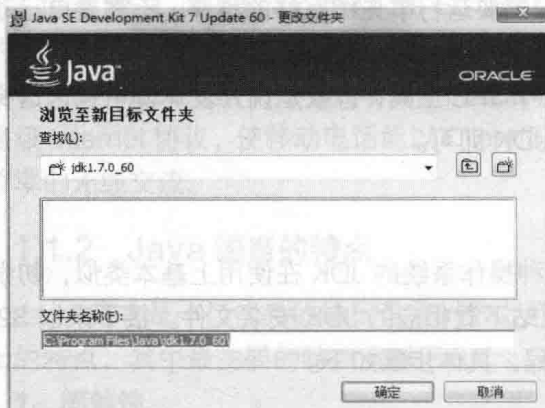 Java SE Development Kit 7 Update 60 - 更改文件夹
Java™
ORACLE
浏览至新目标文件夹
查找(L):
jdk1.7.0_60
文件夹名称(F):
C:\Program Files\Java\jdk1.7.0_60\
确定
取消